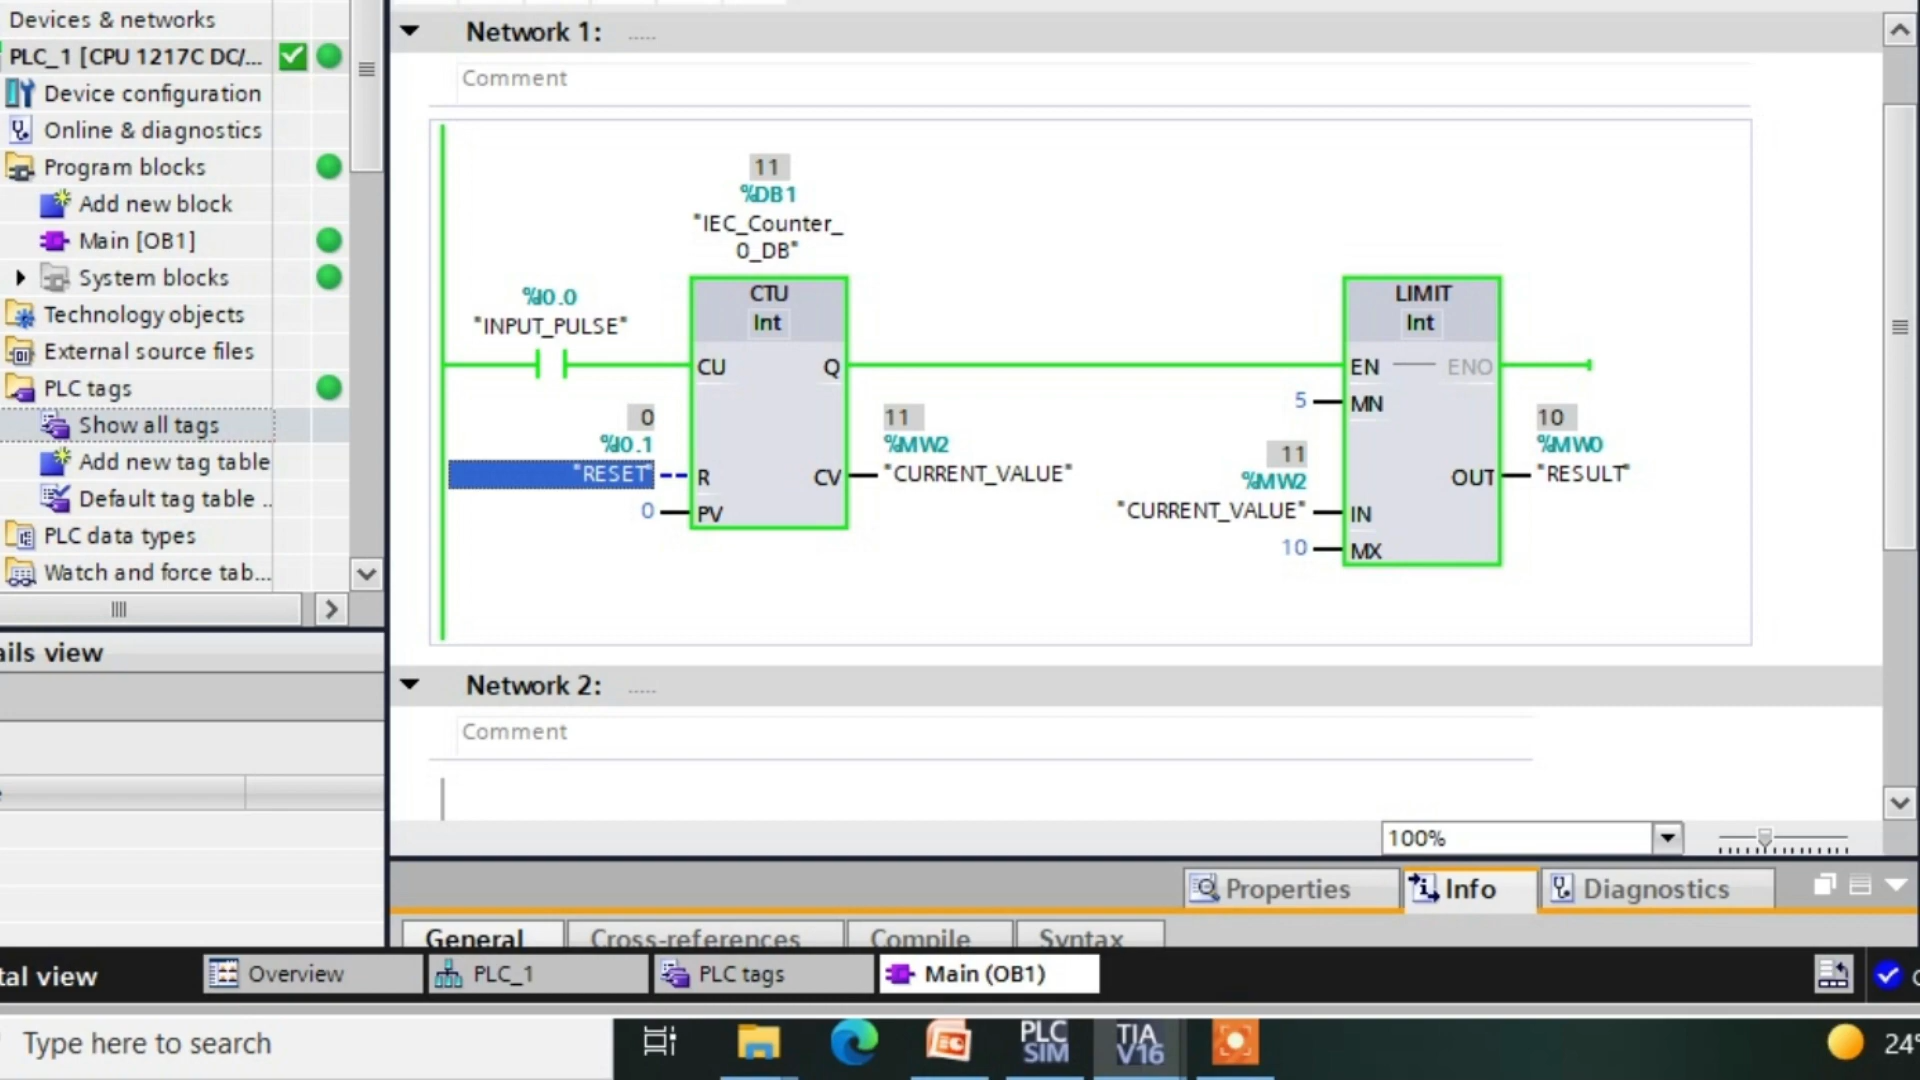 Devices & networks
PLC_1 [CPU 1217C DC/...
Device configuration
Online & diagnostics
Program blocks
Add new block
Main [OB1]
System blocks
Technology objects
External source files
PLC tags
Show all tags
Add new tag table
Default tag table ..
PLC data types
Watch and force tab...
ails view
Network 1: .....
Comment
11
%DB1
"IEC_Counter_
0_DB"
CTU
Int
%I0.0
"INPUT_PULSE"
CU
Q
0
%I0.1
"RESET"
R
0
PV
CV
11
%MW2
"CURRENT_VALUE"
LIMIT
Int
EN
ENO
5
MN
11
%MW2
"CURRENT_VALUE"
IN
10
MX
OUT
10
%MW0
"RESULT"
Network 2: .....
Comment
100%
Properties
Info
Diagnostics
General
Cross-references
Compile
Syntax
tal view
Overview
PLC_1
PLC tags
Main (OB1)
Type here to search
PLC
SIM
TIA
V16
24°